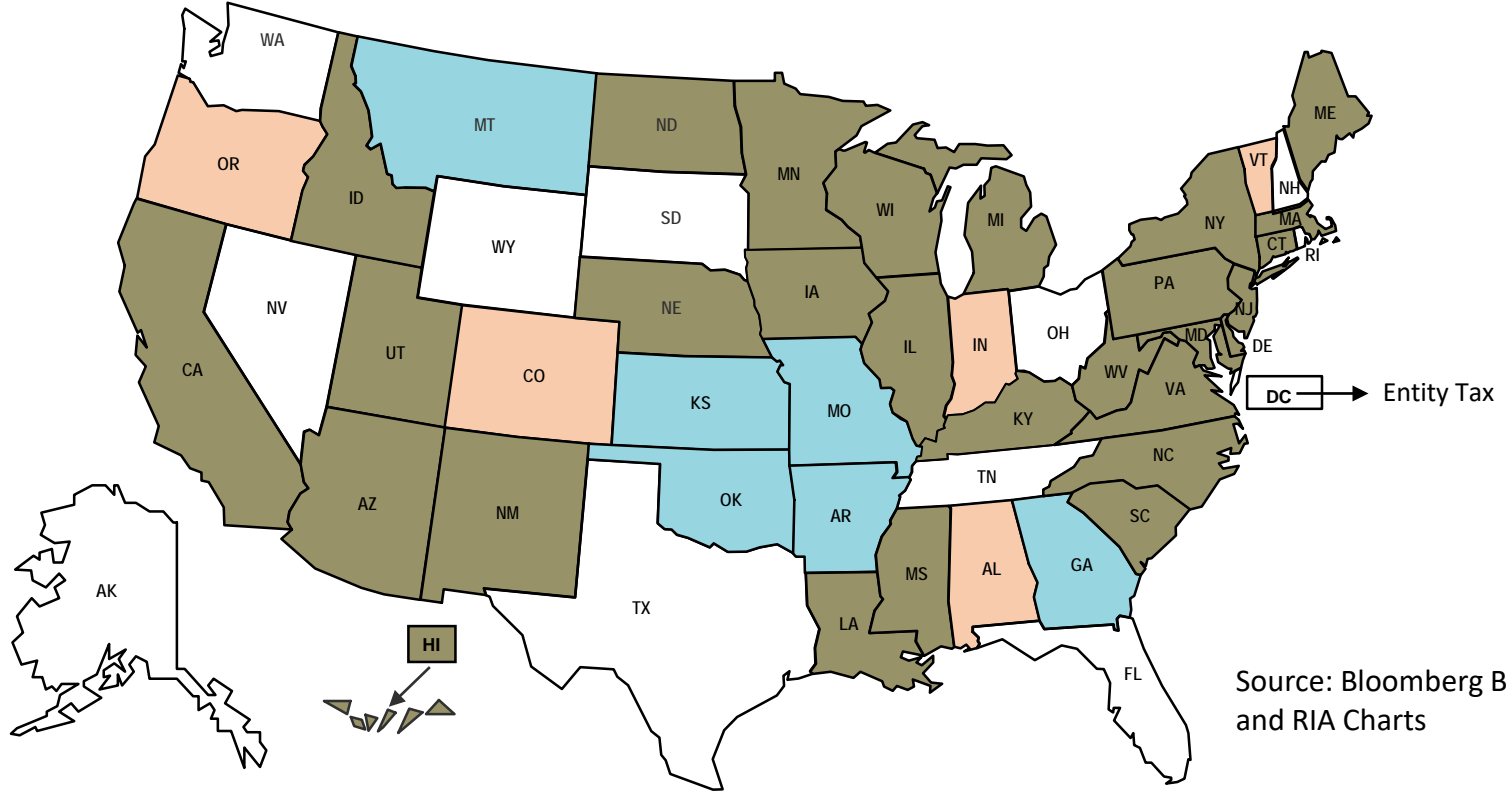 WA
MT
ND
ME
OR
MN
VT
ID
SD
WI
MI
NH
NY
MA
WY
CT
RI
PA
NV
NE
IA
NJ
OH
IL
IN
MD
DE
UT
CA
CO
WV
VA
KS
MO
DC
Entity Tax
KY
NC
TN
AZ
OK
NM
AR
SC
MS
AL
GA
AK
TX
LA
HI
FL
Source: Bloomberg B
and RIA Charts